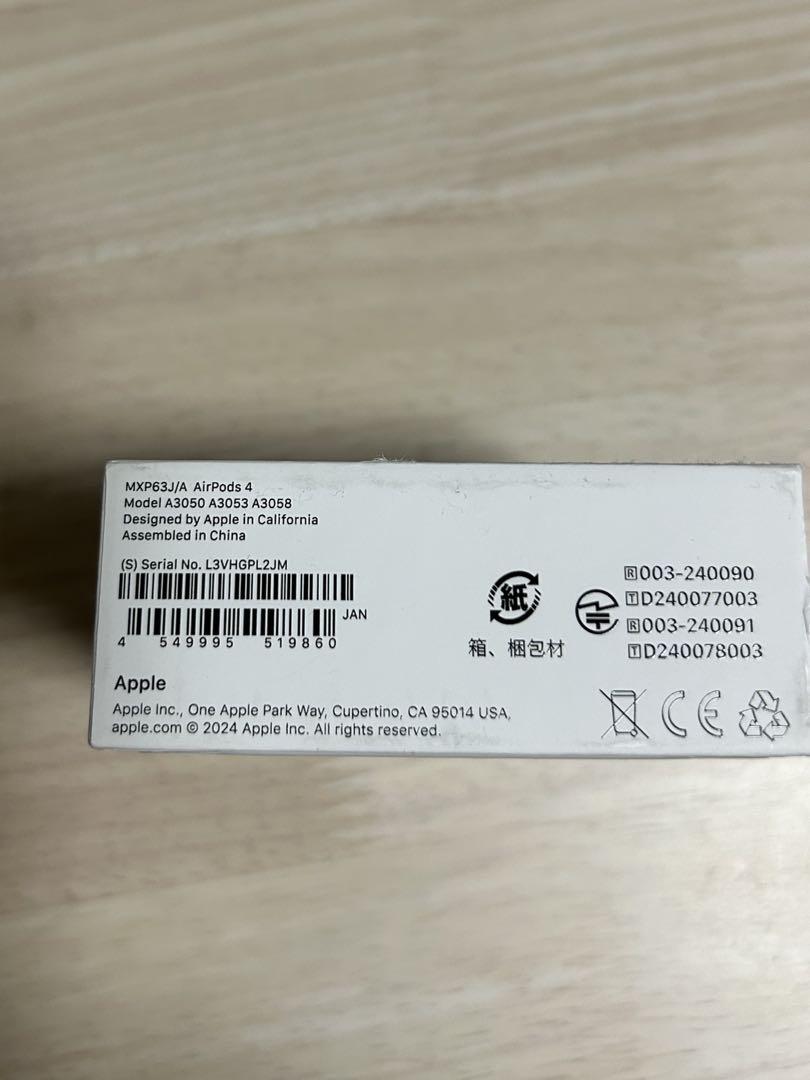 MXP63J/A AirPods 4
Model A3050 A3053 A3058
Designed by Apple in California
Assembled in China
(S) Serial No. L3VHGPL2JM
JAN
4 549995 519860
紙
箱、梱包材
R003-240090
TD240077003
R003-240091
TD240078003
Apple
Apple Inc., One Apple Park Way, Cupertino, CA 95014 USA,
apple.com © 2024 Apple Inc. All rights reserved.
CE